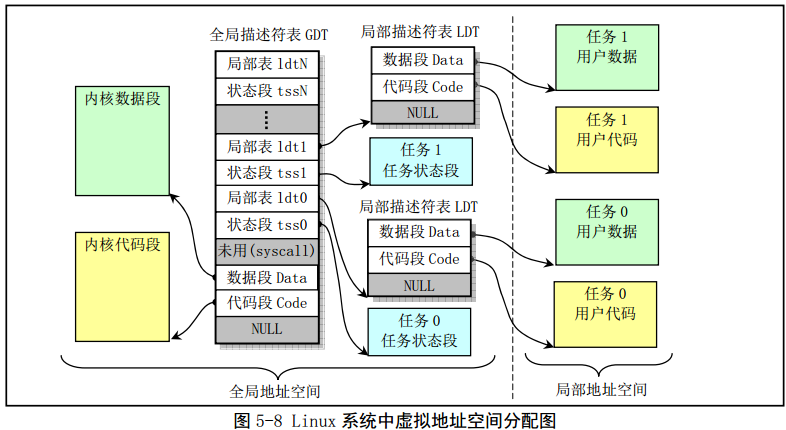 全局描述符表 GDT
局部表 ldtN
状态段 tssN
局部表 ldt1
状态段 tss1
局部表 ldt0
状态段 tss0
未用(syscall)
数据段 Data
代码段 Code
NULL
内核数据段
内核代码段
局部描述符表 LDT
数据段 Data
代码段 Code
NULL
任务 1
任务状态段
局部描述符表 LDT
数据段 Data
代码段 Code
NULL
任务 0
任务状态段
任务 1
用户数据
任务 1
用户代码
任务 0
用户数据
任务 0
用户代码
全局地址空间
局部地址空间
图 5-8 Linux 系统中虚拟地址空间分配图